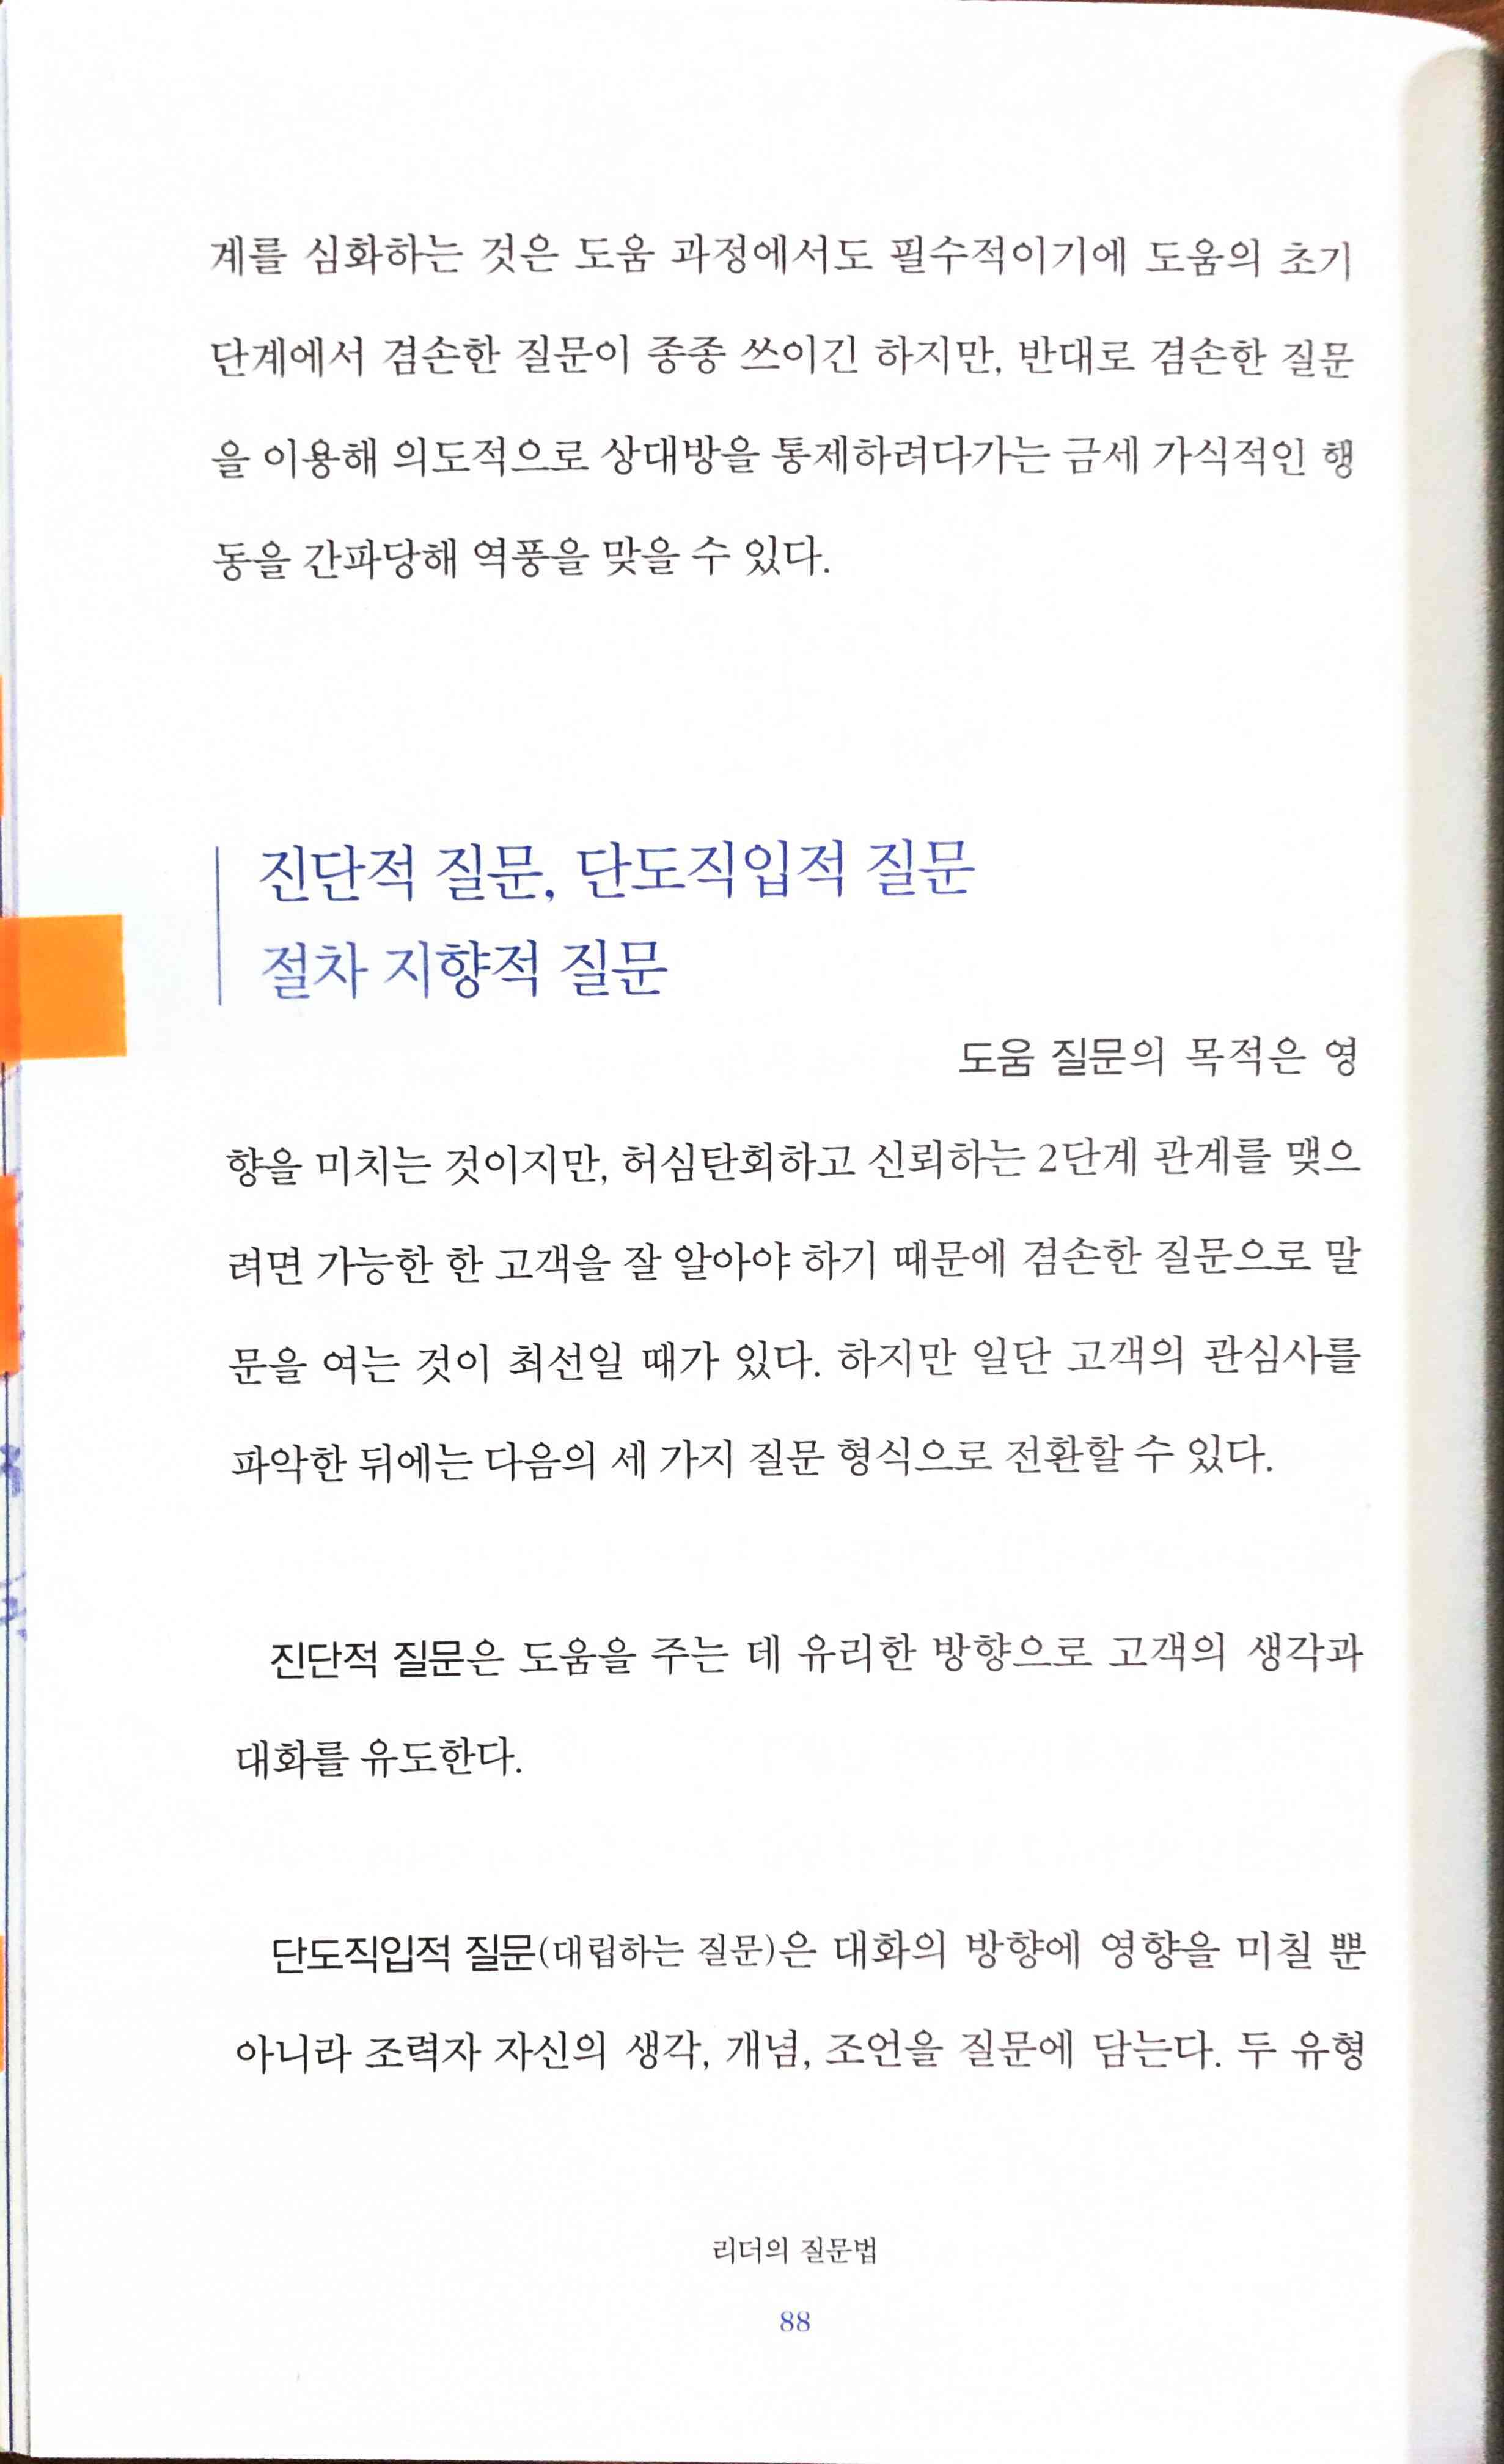 계를 심화하는 것은 도움 과정에서도 필수적이기에 도움의 초기
단계에서 겸손한 질문이 종종 쓰이긴 하지만, 반대로 겸손한 질문
을 이용해 의도적으로 상대방을 통제하려다가는 금세 가식적인 행
동을 간파당해 역풍을 맞을 수 있다.
진단적 질문, 단도직입적 질문
절차 지향적 질문
도움 질문의 목적은 영
향을 미치는 것이지만, 허심탄회하고 신뢰하는 2단계 관계를 맺으
려면 가능한 한 고객을 잘 알아야 하기 때문에 겸손한 질문으로 말
문을 여는 것이 최선일 때가 있다. 하지만 일단 고객의 관심사를
파악한 뒤에는 다음의 세 가지 질문 형식으로 전환할 수 있다.
진단적 질문은 도움을 주는 데 유리한 방향으로 고객의 생각과
대화를 유도한다.
단도직입적 질문(대립하는 질문)은 대화의 방향에 영향을 미칠 뿐
아니라 조력자 자신의 생각, 개념, 조언을 질문에 담는다. 두 유형
리더의 질문법
88